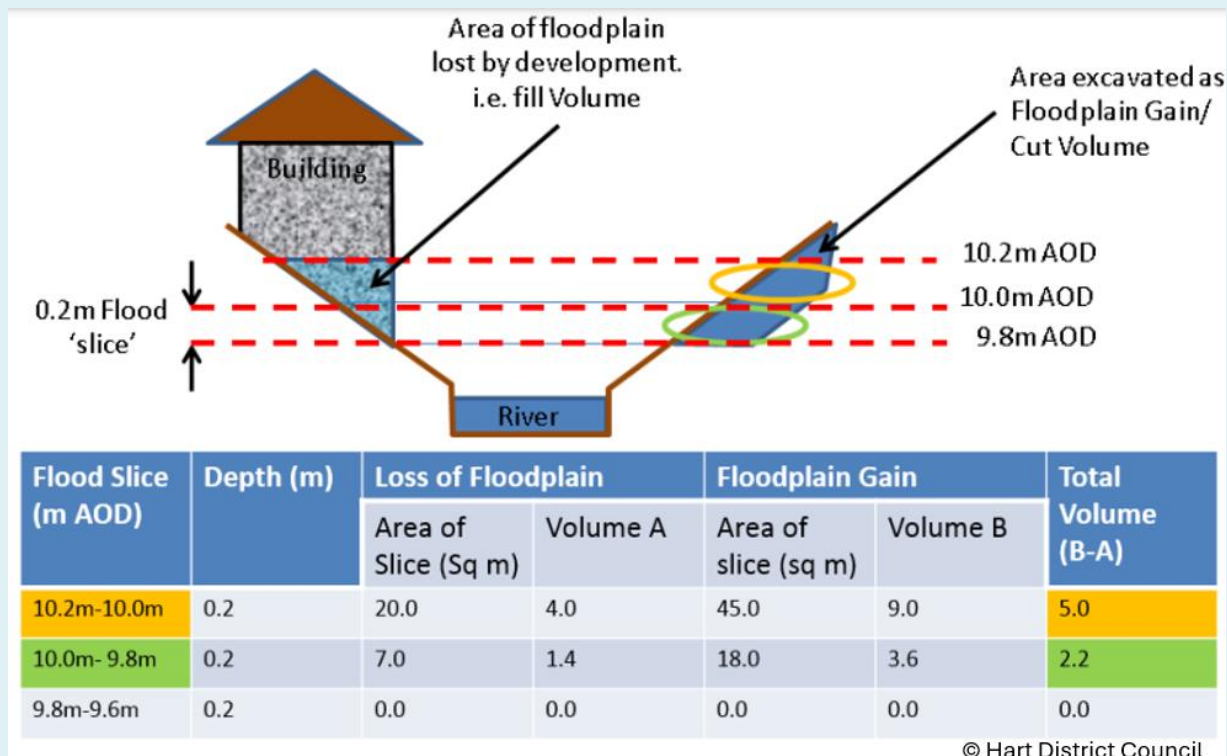 Area of floodplain
lost by development.
i.e. fill Volume
Area excavated as
Floodplain Gain/
Cut Volume
Building
10.2m AOD
10.0m AOD
9.8m AOD
0.2m Flood
‘slice’
River
Flood Slice
(m AOD)
Depth (m)
Loss of Floodplain
Floodplain Gain
Total
Volume
(B-A)
Area of
Slice (Sq m)
Volume A
Area of
slice (sq m)
Volume B
10.2m-10.0m 0.2 20.0 4.0 45.0 9.0 5.0
10.0m- 9.8m 0.2 7.0 1.4 18.0 3.6 2.2
9.8m-9.6m 0.2 0.0 0.0 0.0 0.0 0.0
© Hart District Council